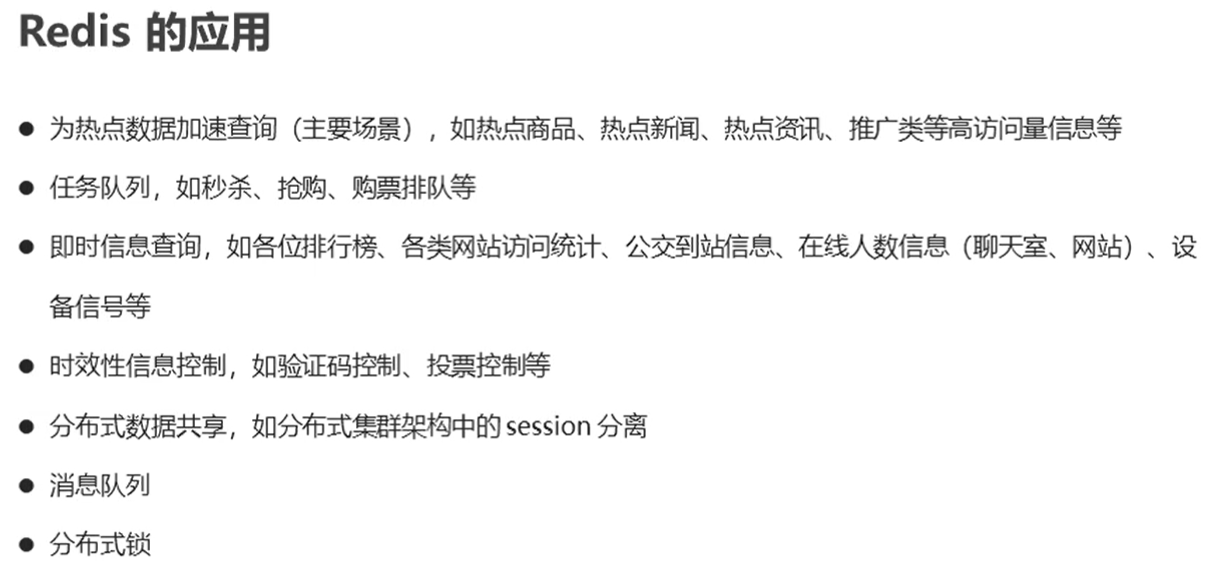 Redis 的应用
● 为热点数据加速查询（主要场景）,如热点商品、热点新闻、热点资讯、推广类等高访问量信息等
● 任务队列，如秒杀、抢购、购票排队等
● 即时信息查询，如各位排行榜、各类网站访问统计、公交到站信息、在线人数信息（聊天室、网站）、设
备信号等
● 时效性信息控制，如验证码控制、投票控制等
● 分布式数据共享，如分布式集群架构中的 session 分离
● 消息队列
● 分布式锁